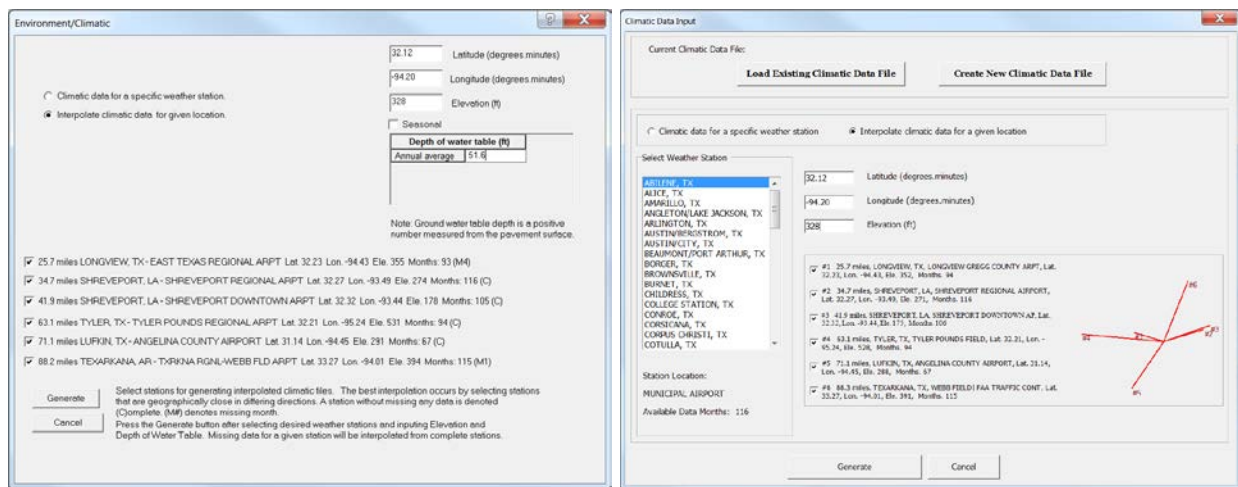 Environment/Climatic
32.12 Latitude (degrees.minutes)
-94.20 Longitude (degrees.minutes)
328 Elevation (ft)
Climatic data for a specific weather station.
Interpolate climatic data for given location.
Seasonal
Depth of water table (ft)
Annual average 51.6
Note: Ground water table depth is a positive
number measured from the pavement surface.
25.7 miles LONGVIEW, TX - EAST TEXAS REGIONAL ARPT Lat. 32.23 Lon. -94.43 Ele. 355 Months: 93 (M4)
34.7 miles SHREVEPORT, LA - SHREVEPORT REGIONAL ARPT Lat. 32.27 Lon. -93.49 Ele. 274 Months: 116 (C)
41.9 miles SHREVEPORT, LA - SHREVEPORT DOWNTOWN ARPT Lat. 32.32 Lon. -93.44 Ele. 178 Months: 105 (C)
63.1 miles TYLER, TX - TYLER POUNDS REGIONAL ARPT Lat. 32.21 Lon. -95.24 Ele. 531 Months: 94 (C)
71.1 miles LUFKIN, TX - ANGELINA COUNTY AIRPORT Lat. 31.14 Lon. -94.45 Ele. 291 Months: 67 (C)
88.2 miles TEXARKANA, AR - TXRKNA RGNL-WEBB FLD ARPT Lat. 33.27 Lon. -94.01 Ele. 394 Months: 115 (M1)
Generate
Cancel
Select stations for generating interpolated climatic files. The best interpolation occurs by selecting stations
that are geographically close in differing directions. A station without missing any data is denoted
(C)omplete. (M#) denotes missing month.
Press the Generate button after selecting desired weather stations and inputing Elevation and
Depth of Water Table. Missing data for a given station will be interpolated from complete stations.
Climatic Data Input
Current Climatic Data File:
Load Existing Climatic Data File
Create New Climatic Data File
Climatic data for a specific weather station
Interpolate climatic data for a given location
Select Weather Station
ABILENE, TX
ALICE, TX
AMARILLO, TX
ANGLETON/LAKE JACKSON, TX
ARLINGTON, TX
AUSTIN/BERGSTROM, TX
AUSTIN/CITY, TX
BEAUMONT/PORT ARTHUR, TX
BORGER, TX
BROWNSVILLE, TX
BURNET, TX
CHILDRESS, TX
COLLEGE STATION, TX
CONROE, TX
CORSICANA, TX
CORPUS CHRISTI, TX
COTULLA, TX
Station Location:
MUNICIPAL AIRPORT
Available Data Months: 116
32.12 Latitude (degrees.minutes)
-94.20 Longitude (degrees.minutes)
328 Elevation (ft)
#1 25.7 miles, LONGVIEW, TX, LONGVIEW GREGG COUNTY ARPT, Lat.
32.23, Lon. -94.43, Ele. 352, Months: 94
#2 34.7 miles, SHREVEPORT, LA, SHREVEPORT REGIONAL AIRPORT,
Lat. 32.27, Lon. -93.49, Ele. 271, Months: 116
#3 41.9 miles, SHREVEPORT, LA, SHREVEPORT DOWNTOWN AP, Lat.
32.32, Lon. -93.44, Ele. 175, Months: 106
#4 63.1 miles, TYLER, TX, TYLER POUNDS FIELD, Lat. 32.21, Lon. -
95.24, Ele. 528, Months: 94
#5 71.1 miles, LUFKIN, TX, ANGELINA COUNTY AIRPORT, Lat. 31.14,
Lon. -94.45, Ele. 288, Months: 67
#6 88.3 miles, TEXARKANA, TX, WEBB FIELD| FAA TRAFFIC CONT. Lat.
33.27, Lon. -94.01, Ele. 391, Months: 115
#6
Generate
Cancel